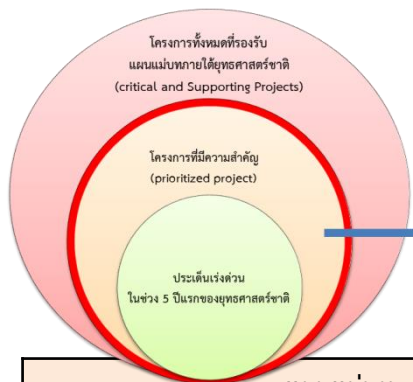 โครงการทั้งหมดที่รองรับ
แผนแม่บทภายใต้ยุทธศาสตร์ชาติ
(critical and Supporting Projects)
โครงการที่มีความสำคัญ
(prioritized project)
ประเด็นเร่งด่วน
ในช่วง 5 ปีแรกของยุทธศาสตร์ชาติ